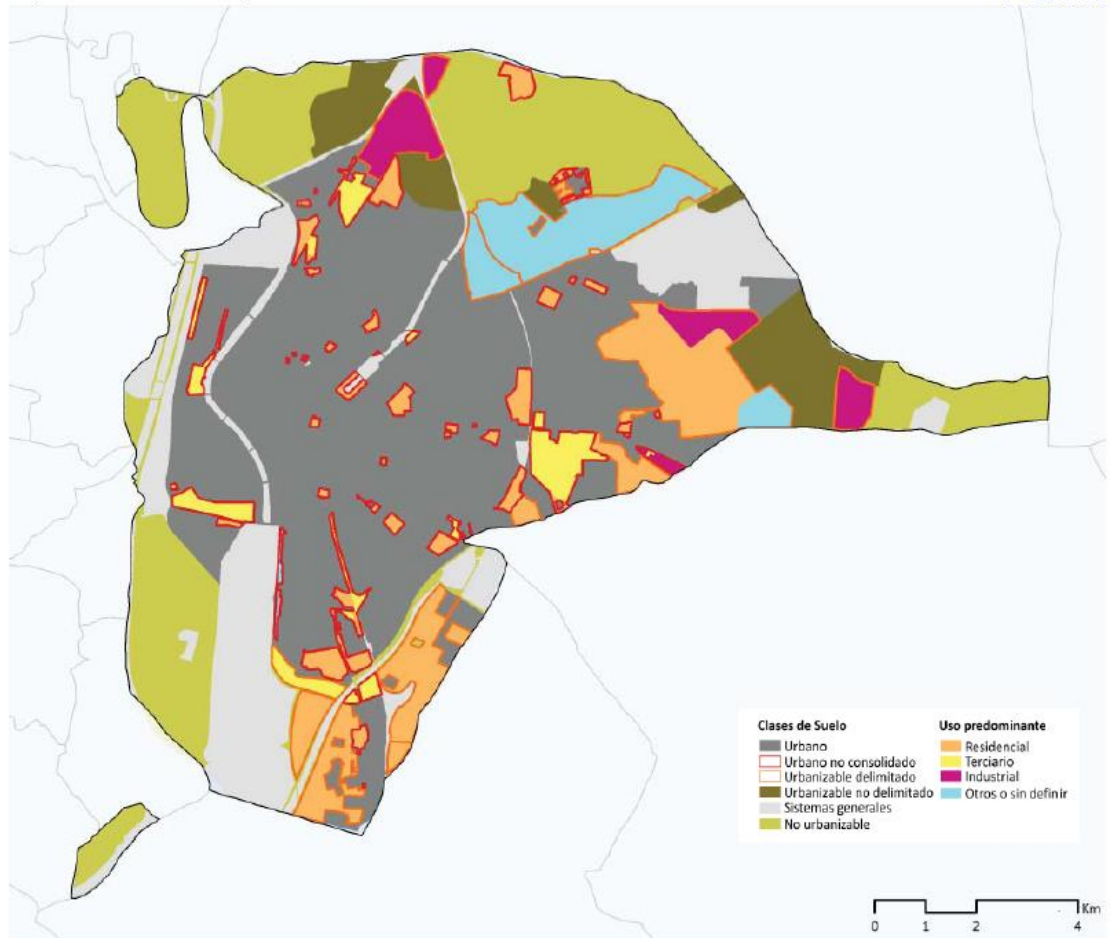 Clases de Suelo
Urbano
Urbano no consolidado
Urbanizable delimitado
Urbanizable no delimitado
Sistemas generales
No urbanizable
Uso predominante
Residencial
Terciario
Industrial
Otros o sin definir
Km
0 1 2 4